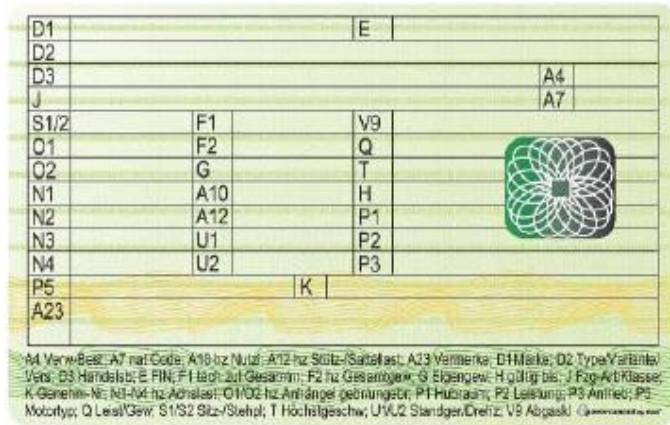 D1 E
D2
D3 A4
J A7
S1/2 F1 V9
O1 F2 Q
O2 G T
N1 A10 H
N2 A12 P1
N3 U1 P2
N4 U2 P3
P5 K
A23
A4 Verw-Best; A7 nat Code; A10 hz Nutzl; A12 hz Stütz-/Sattellast; A23 Vermerke; D1 Marke; D2 Type/Variante/
Vers; D3 Handelsb; E FIN; F1 tech zul Gesamtm; F2 hz Gesamtgew; G Eigengew; H gültig bis; J Fzg-Art/Klasse;
K Genehm-Nr; N1-N4 hz Achslast; O1/O2 hz Anhänger gebr/ungebr; P1 Hubraum; P2 Leistung; P3 Antrieb; P5
Motortyp; Q Leist/Gew; S1/S2 Sitz-/Stehpl; T Höchstgeschw; U1/U2 Standger/Drehz; V9 Abgaskl